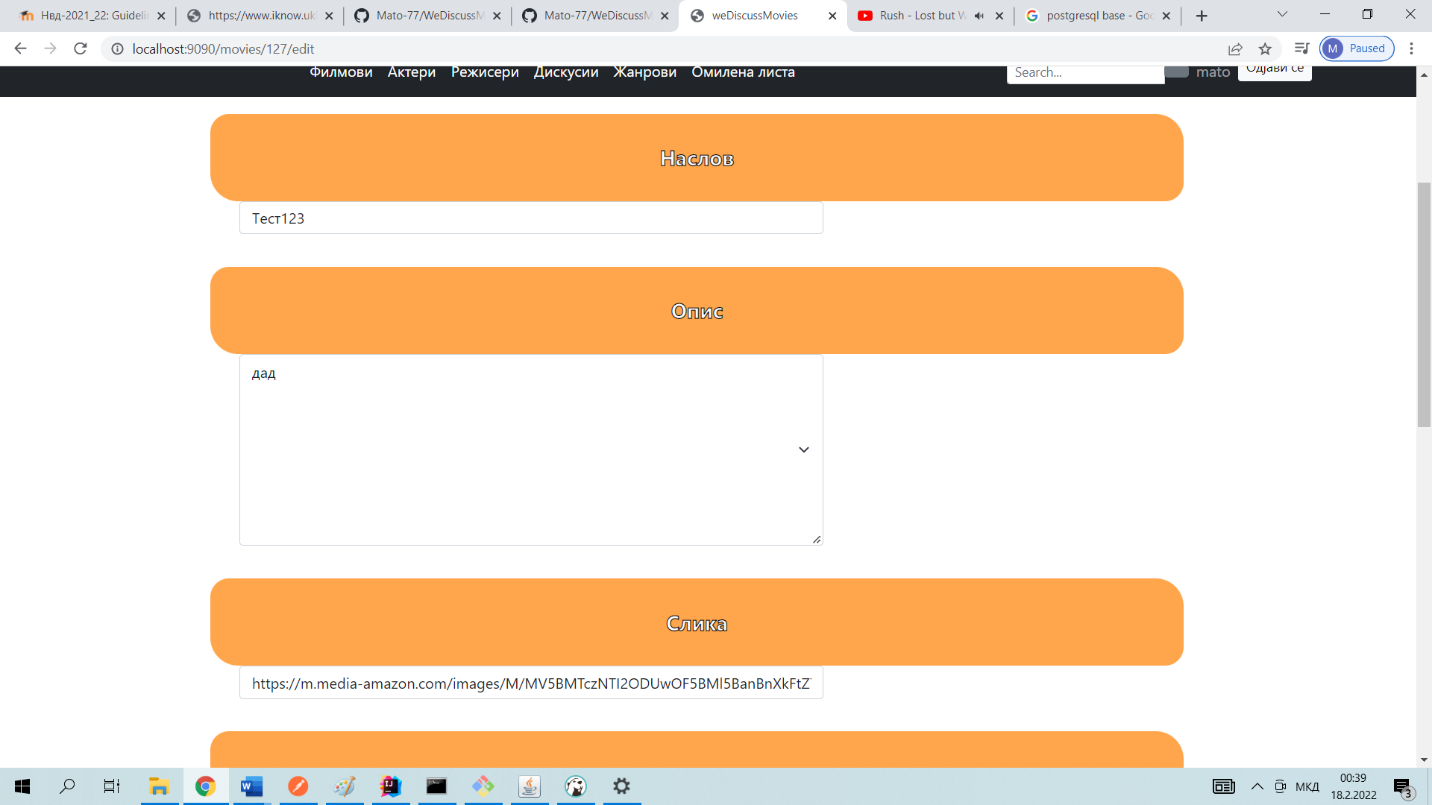 Нвд-2021_22: Guideli
https://www.iknow.uk
Mato-77/WeDiscussM
Mato-77/WeDiscussM
weDiscussMovies
Rush - Lost but W
postgresql base - Goo
localhost:9090/movies/127/edit
M Paused
Филмови Актери Режисери Дискусии Жанрови Омилена листа
Search...
mato
Одјави се
Наслов
Тест123
Опис
дад
Слика
https://m.media-amazon.com/images/M/MV5BMTczNTI2ODUwOF5BMl5BanBnXkFtZ
МКД
00:39
18.2.2022
3